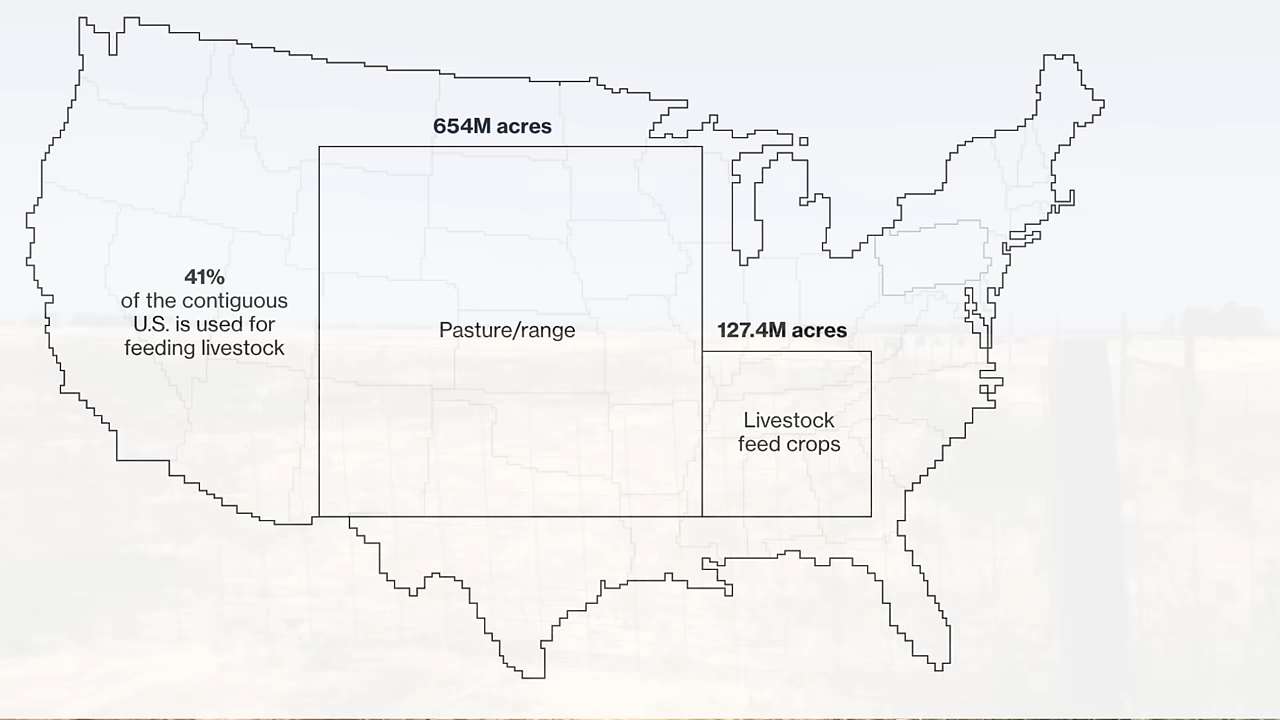 654M acres
41%
of the contiguous
U.S. is used for
feeding livestock
Pasture/range
127.4M acres
Livestock
feed crops